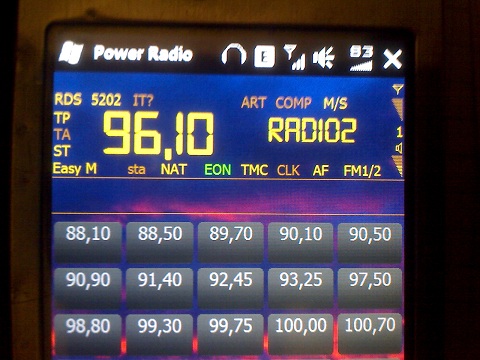 Power Radio E 83 X
RDS 5202 IT? ART COMP M/S
TP
TA 96,10 RADIO2 1
ST
Easy M sta NAT EON TMC CLK AF FM1/2
88,10 88,50 89,70 90,10 90,50
90,90 91,40 92,45 93,25 97,50
98,80 99,30 99,75 100,00 100,70